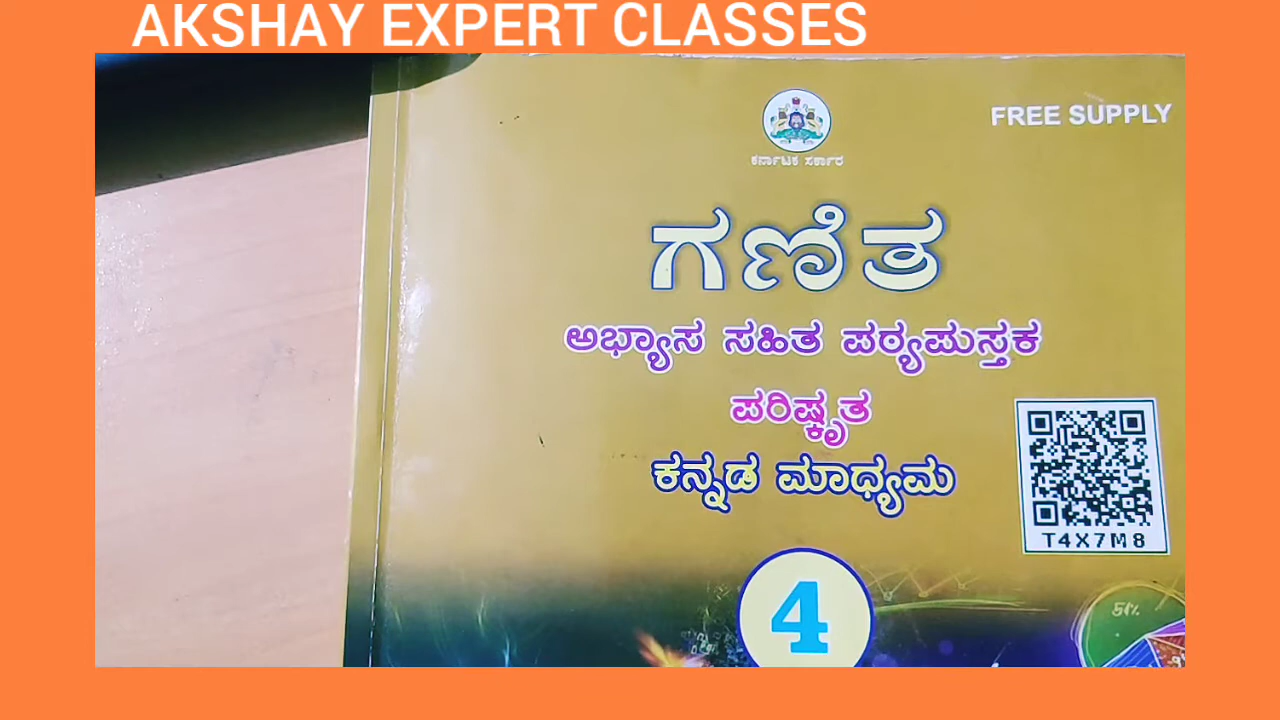 AKSHAY EXPERT CLASSES
FREE SUPPLY
ಕರ್ನಾಟಕ ಸರ್ಕಾರ
ಗಣಿತ
ಅಭ್ಯಾಸ ಸಹಿತ ಪಠ್ಯಪುಸ್ತಕ
ಪರಿಷ್ಕೃತ
ಕನ್ನಡ ಮಾಧ್ಯಮ
T4X7M8
4
51%